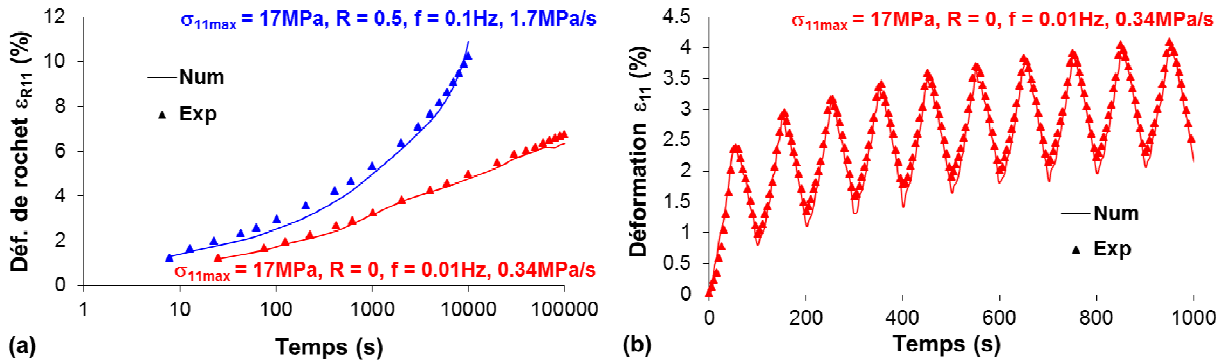 σ11max = 17MPa, R = 0.5, f = 0.1Hz, 1.7MPa/s
Déf. de rochet εR11 (%)
12
10
8
6
4
2
0
Num
Exp
σ11max = 17MPa, R = 0, f = 0.01Hz, 0.34MPa/s
1
10
100
1000
10000
100000
(a)
Temps (s)
σ11max = 17MPa, R = 0, f = 0.01Hz, 0.34MPa/s
Déformation ε11 (%)
4.5
4
3.5
3
2.5
2
1.5
1
0.5
0
Num
Exp
0
200
400
600
800
1000
(b)
Temps (s)